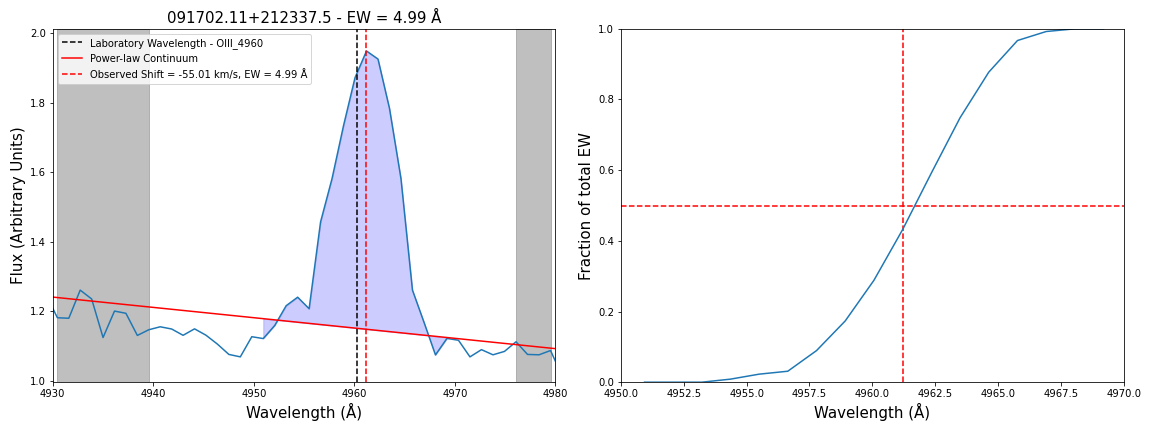 091702.11+212337.5 - EW = 4.99 Å
Laboratory Wavelength - OIII_4960
Power-law Continuum
Observed Shift = -55.01 km/s, EW = 4.99 Å
Flux (Arbitrary Units)
2.0
1.8
1.6
1.4
1.2
1.0
4930 4940 4950 4960 4970 4980
Wavelength (Å)
Fraction of total EW
1.0
0.8
0.6
0.4
0.2
0.0
4950.0 4952.5 4955.0 4957.5 4960.0 4962.5 4965.0 4967.5 4970.0
Wavelength (Å)